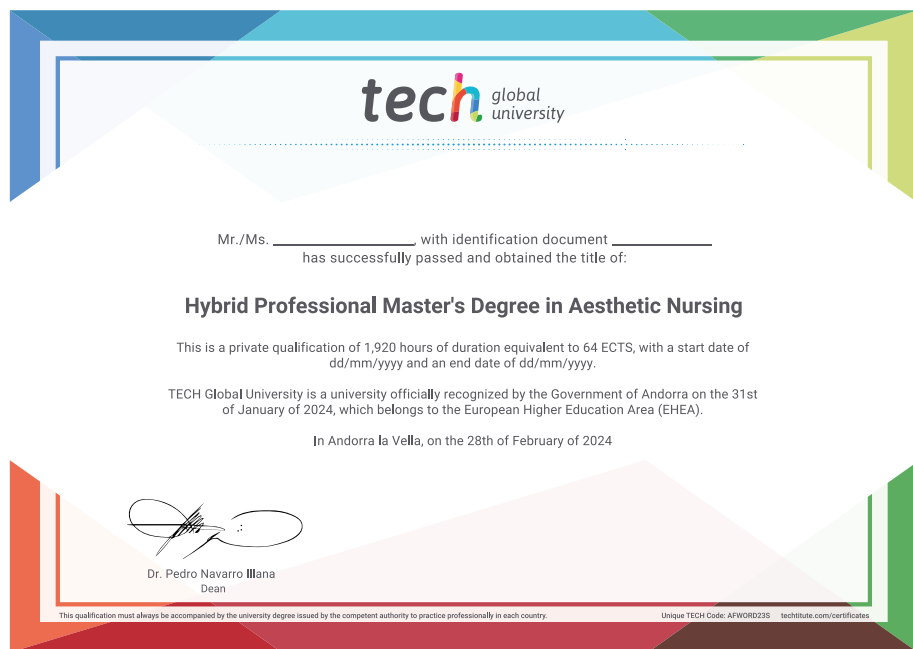 tech global
university
Mr./Ms. ____________, with identification document ____________
has successfully passed and obtained the title of:
Hybrid Professional Master's Degree in Aesthetic Nursing
This is a private qualification of 1,920 hours of duration equivalent to 64 ECTS, with a start date of
dd/mm/yyyy and an end date of dd/mm/yyyy.
TECH Global University is a university officially recognized by the Government of Andorra on the 31st
of January of 2024, which belongs to the European Higher Education Area (EHEA).
In Andorra la Vella, on the 28th of February of 2024
Dr. Pedro Navarro Illana
Dean
This qualification must always be accompanied by the university degree issued by the competent authority to practice professionally in each country.
Unique TECH Code: AFWORD23S techtitute.com/certificates